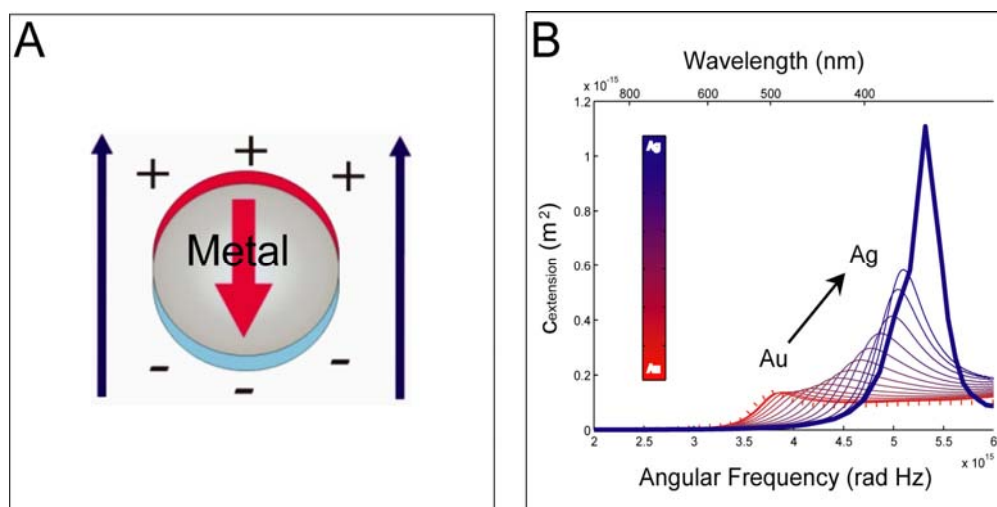 A
+ + +
Metal
- - -
B
Wavelength (nm)
x 10 -15
800 600 500 400
1.2
1
0.8
0.6
0.4
0.2
0
Cextension (m2)
Ag
Au
Ag
Au
2 2.5 3 3.5 4 4.5 5 5.5 6
x 10 15
Angular Frequency (rad Hz)